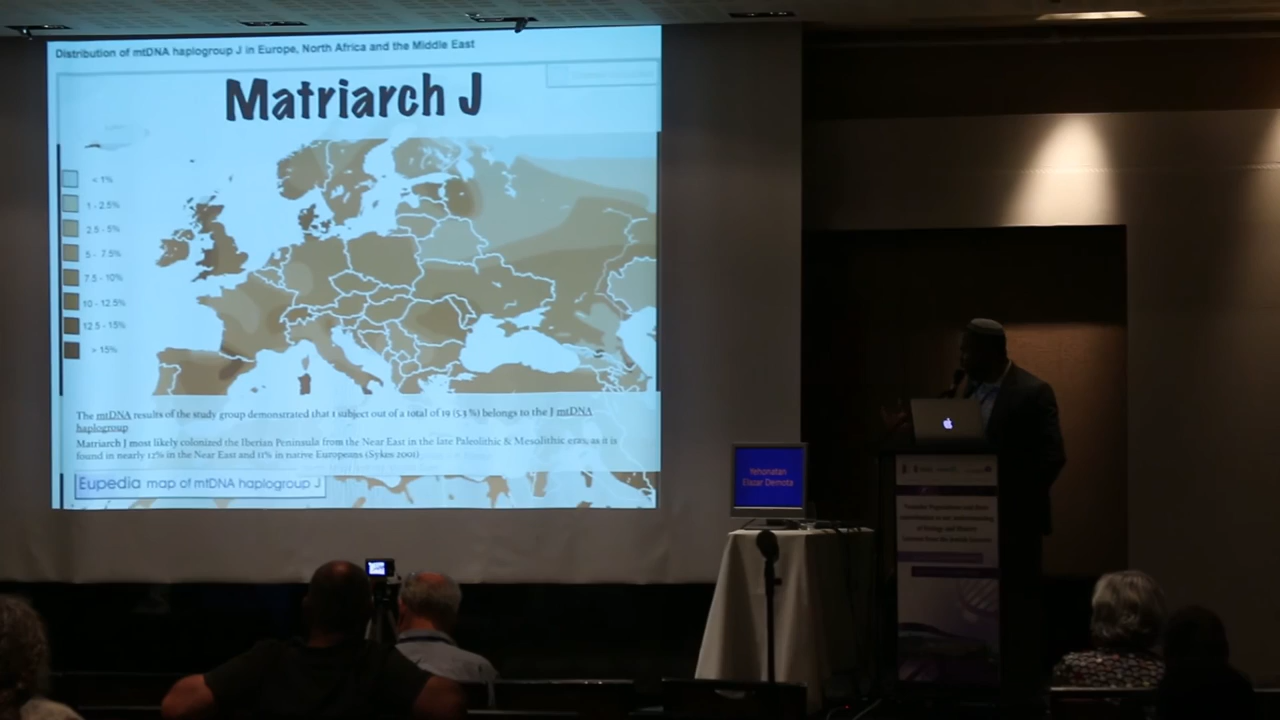 Distribution of mtDNA haplogroup J in Europe, North Africa and the Middle East
Matriarch J
< 1%
1 - 2.5%
2.5 - 5%
5 - 7.5%
7.5 - 10%
10 - 12.5%
12.5 - 15%
> 15%
The mtDNA results of the study group demonstrated that 1 subject out of a total of 19 (5.3 %) belongs to the J mtDNA
haplogroup
Matriarch J most likely colonized the Iberian Peninsula from the Near East in the late Paleolithic & Mesolithic eras, as it is
found in nearly 12% in the Near East and 11% in native Europeans (Sykes 2001)
Eupedia map of mtDNA haplogroup J
Yehonatan
Elazar Demota